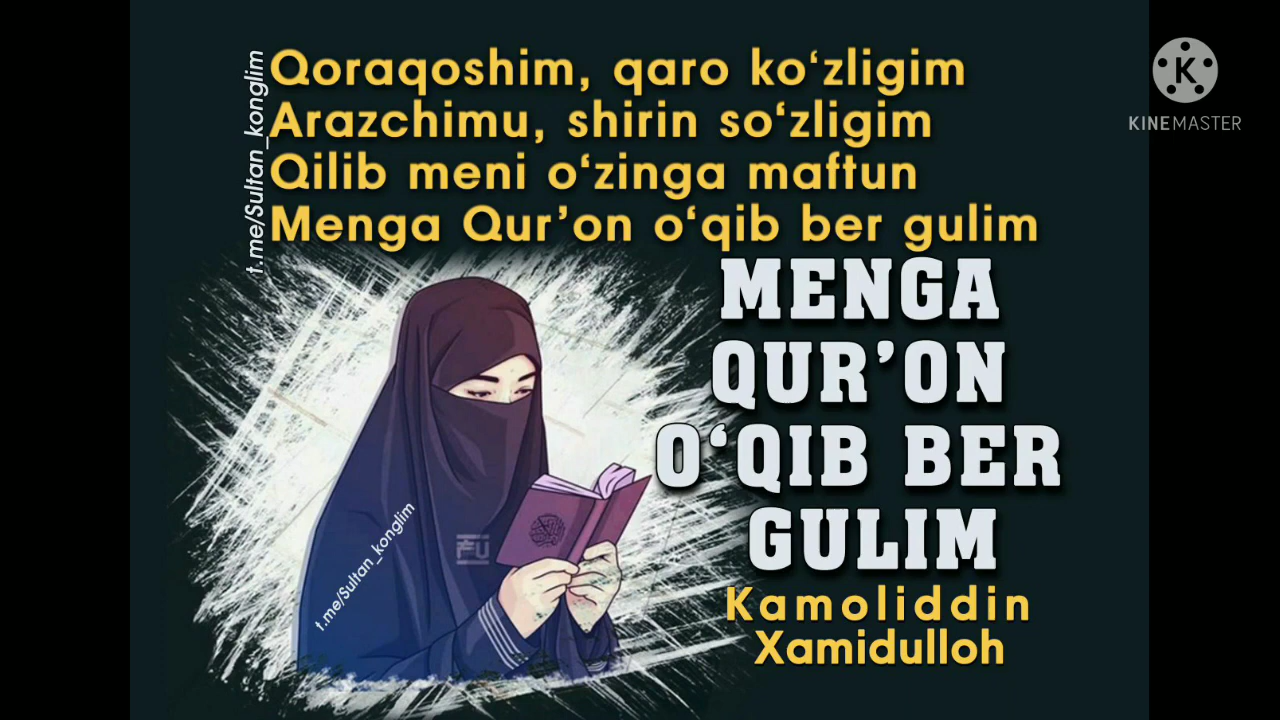 Qoraqoshim, qaro ko‘zligim
Arazchimu, shirin so‘zligim
Qilib meni o‘zinga maftun
Menga Qur’on o‘qib ber gulim
t.me/Sultan_konglim
K
KINEMASTER
MENGA
QUR’ON
O‘QIB BER
GULIM
Kamoliddin
Xamidulloh
t.me/Sultan_konglim